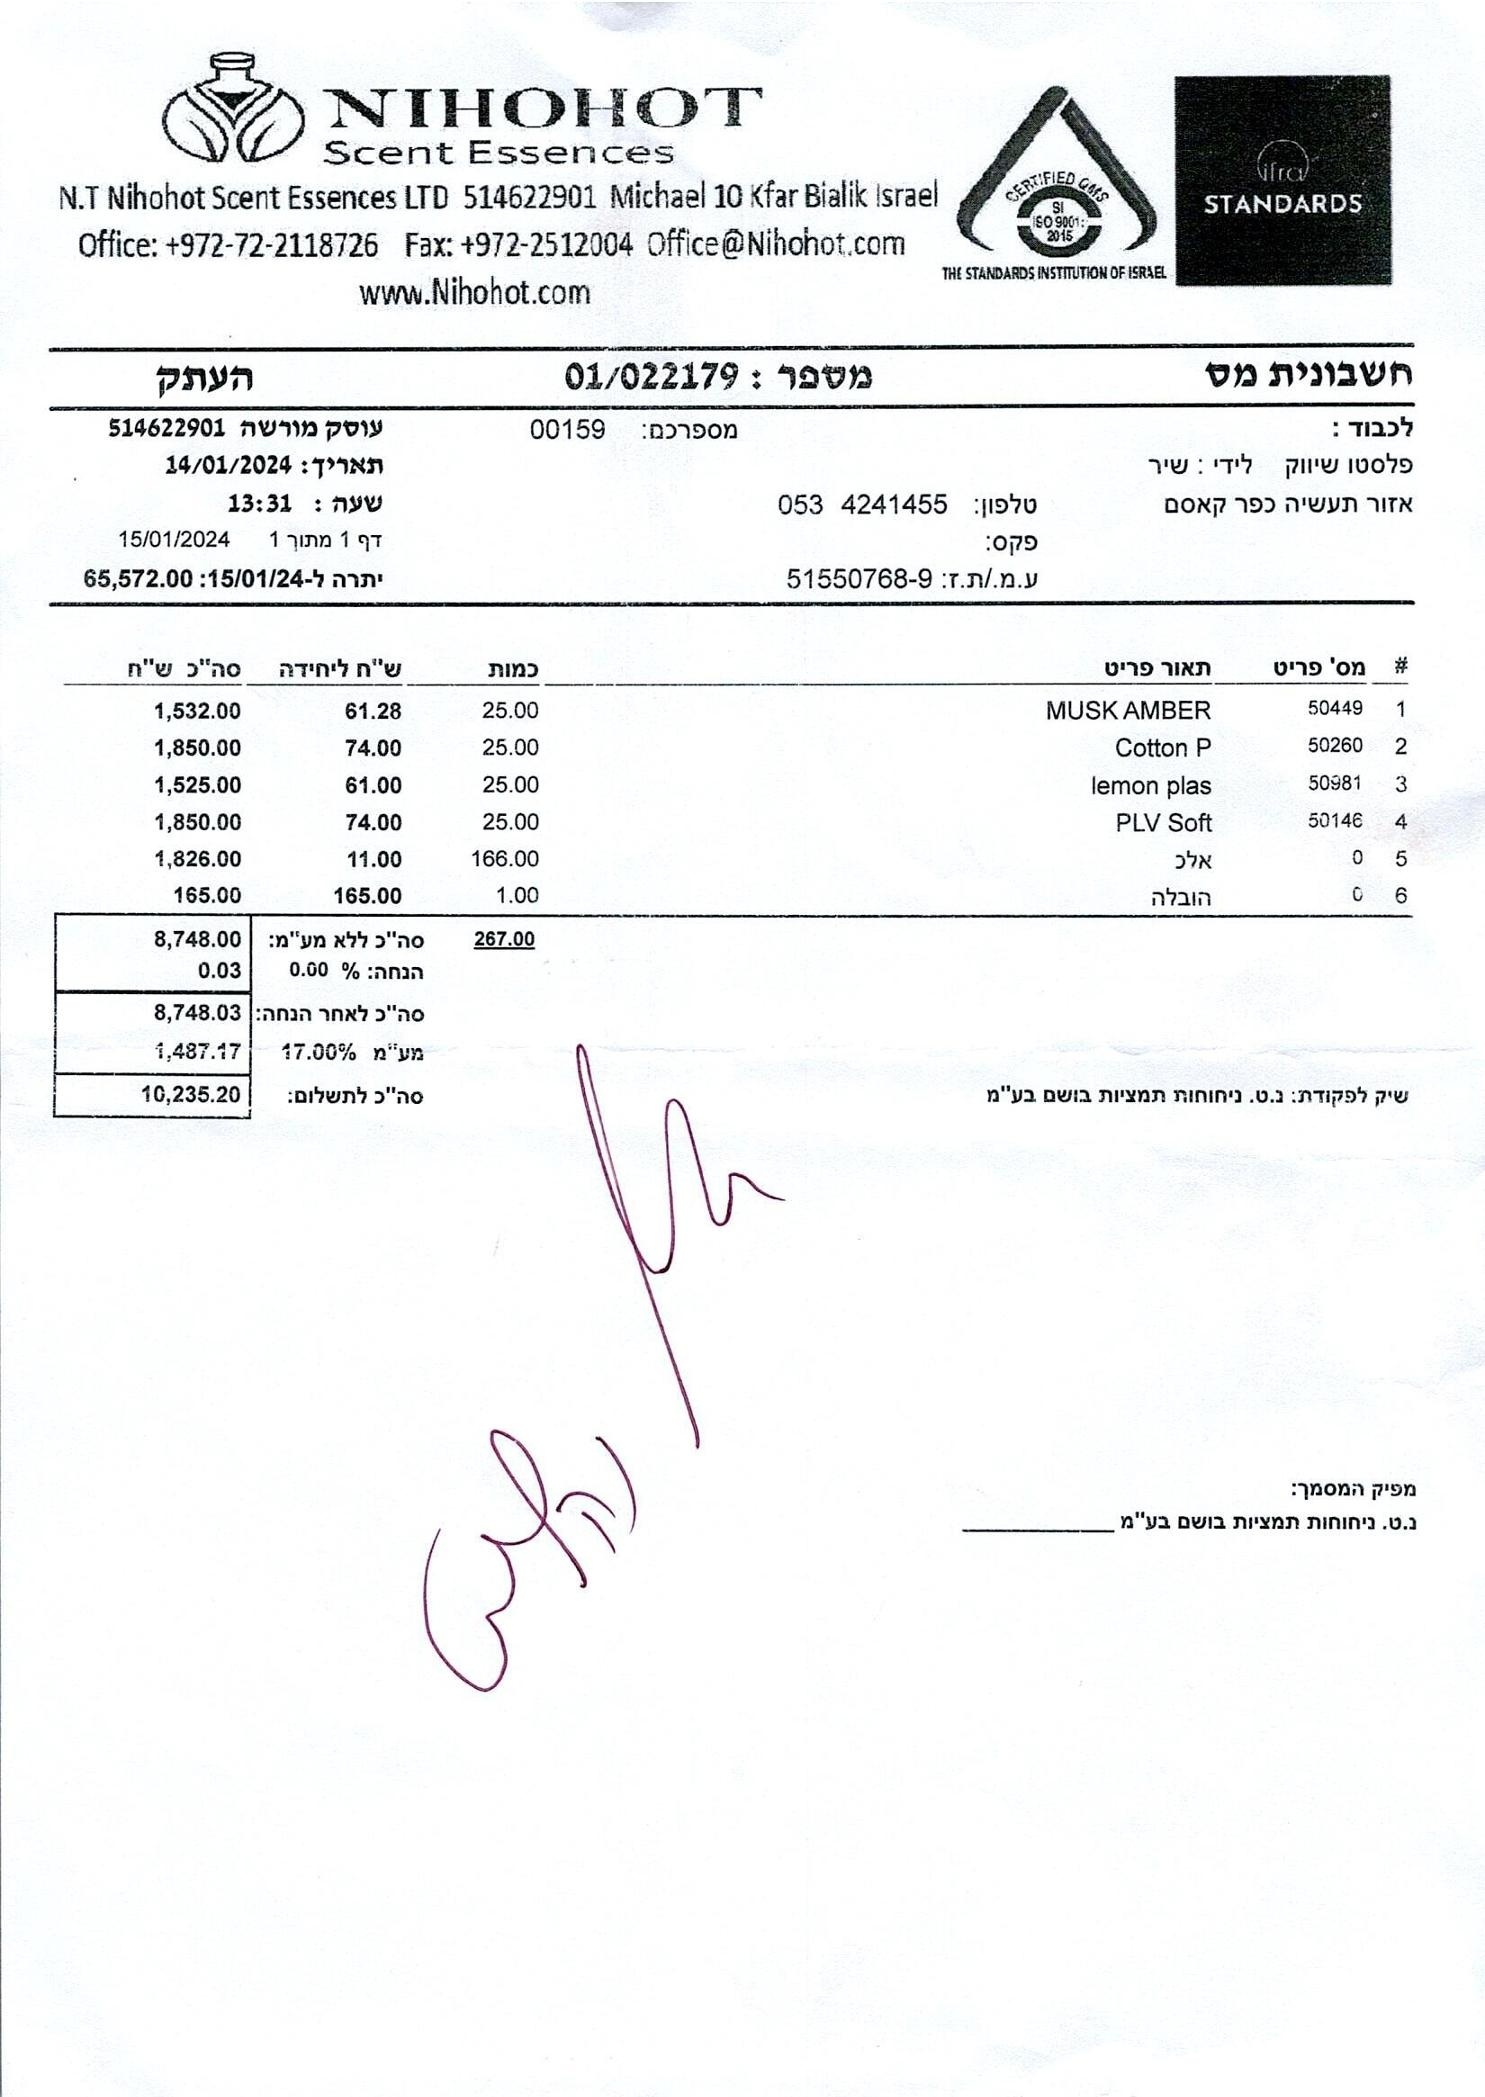 NIHOHOT
Scent Essences
N.T Nihohot Scent Essences LTD 514622901 Michael 10 Kfar Bialik Israel
Office: +972-72-2118726 Fax: +972-2512004 Office@Nihohot.com
www.Nihohot.com
CERTIFIED QMS
SI
ISO 9001:
2015
THE STANDARDS INSTITUTION OF ISRAEL
ifra
STANDARDS
חשבונית מס מספר : 01/022179 העתק
לכבוד : מספרכם: 00159 עוסק מורשה 514622901
פלסטו שיווק לידי : שיר תאריך: 14/01/2024
אזור תעשיה כפר קאסם טלפון: 053 4241455 שעה : 13:31
פקס: דף 1 מתוך 1 15/01/2024
ע.מ./ת.ז: 51550768-9 יתרה ל-15/01/24: 65,572.00
# מס' פריט תאור פריט כמות ש"ח ליחידה סה"כ ש"ח
1 50449 MUSK AMBER 25.00 61.28 1,532.00
2 50260 Cotton P 25.00 74.00 1,850.00
3 50981 lemon plas 25.00 61.00 1,525.00
4 50146 PLV Soft 25.00 74.00 1,850.00
5 0 אלכ 166.00 11.00 1,826.00
6 0 הובלה 1.00 165.00 165.00
267.00 סה"כ ללא מע"מ: 8,748.00
הנחה: % 0.00 0.03
סה"כ לאחר הנחה: 8,748.03
מע"מ 17.00% 1,487.17
שיק לפקודת: נ.ט. ניחוחות תמציות בושם בע"מ סה"כ לתשלום: 10,235.20
מפיק המסמך:
נ.ט. ניחוחות תמציות בושם בע"מ